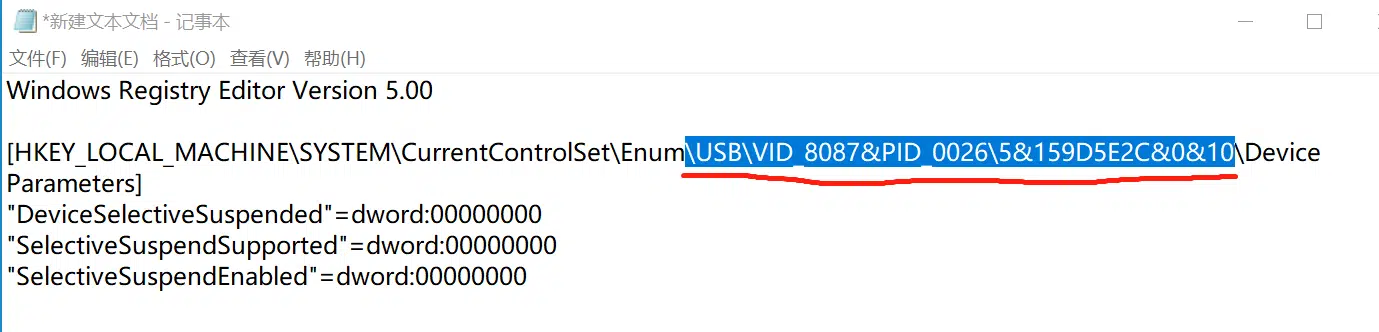 *新建文本文档 - 记事本
文件(F) 编辑(E) 格式(O) 查看(V) 帮助(H)
Windows Registry Editor Version 5.00
[HKEY_LOCAL_MACHINE\SYSTEM\CurrentControlSet\Enum\USB\VID_8087&PID_0026\5&159D5E2C&0&10\Device
Parameters]
"DeviceSelectiveSuspended"=dword:00000000
"SelectiveSuspendSupported"=dword:00000000
"SelectiveSuspendEnabled"=dword:00000000